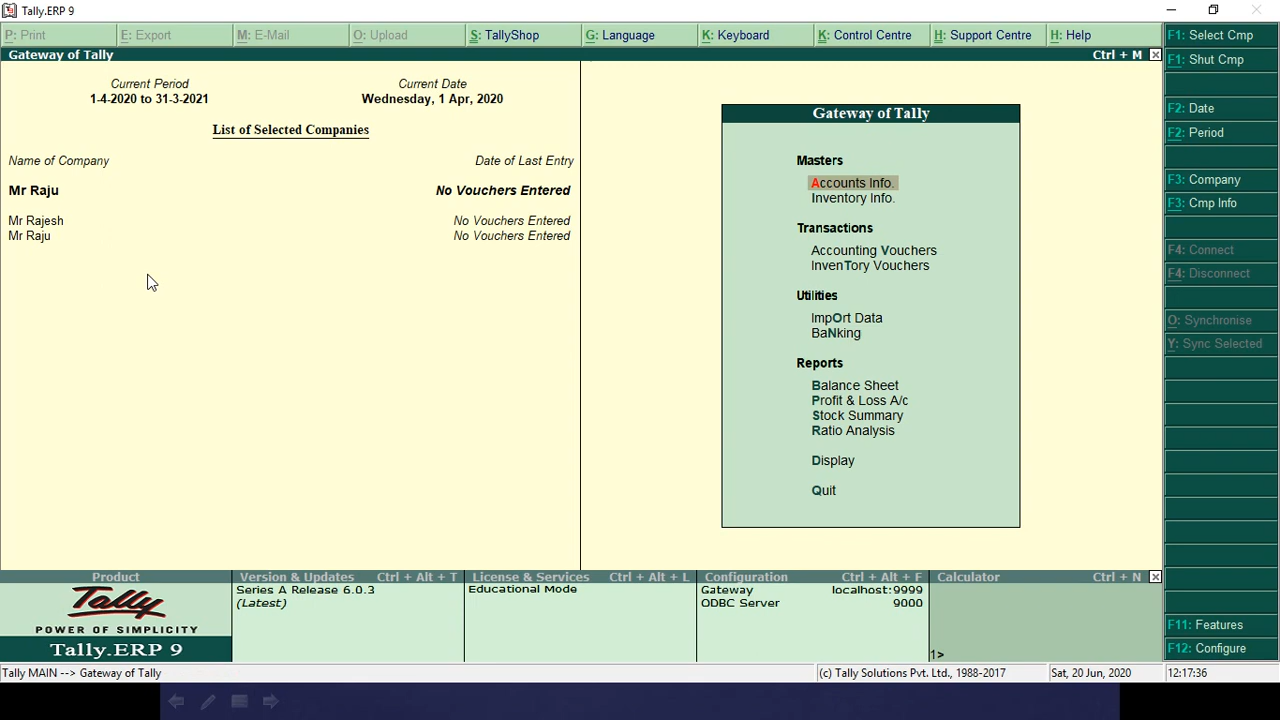 Tally.ERP 9
P: Print E: Export M: E-Mail O: Upload S: TallyShop G: Language K: Keyboard K: Control Centre H: Support Centre H: Help
Gateway of Tally Ctrl + M
Current Period Current Date
1-4-2020 to 31-3-2021 Wednesday, 1 Apr, 2020
List of Selected Companies
Name of Company Date of Last Entry
Mr Raju No Vouchers Entered
Mr Rajesh No Vouchers Entered
Mr Raju No Vouchers Entered
Gateway of Tally
Masters
Accounts Info.
Inventory Info.
Transactions
Accounting Vouchers
InvenTory Vouchers
Utilities
ImpOrt Data
BaNking
Reports
Balance Sheet
Profit & Loss A/c
Stock Summary
Ratio Analysis
Display
Quit
F1: Select Cmp
F1: Shut Cmp
F2: Date
F2: Period
F3: Company
F3: Cmp Info
F4: Connect
F4: Disconnect
O: Synchronise
Y: Sync Selected
F11: Features
F12: Configure
Product
Tally
POWER OF SIMPLICITY
Tally.ERP 9
Version & Updates Ctrl + Alt + T
Series A Release 6.0.3
(Latest)
License & Services Ctrl + Alt + L
Educational Mode
Configuration Ctrl + Alt + F
Gateway localhost:9999
ODBC Server 9000
Calculator Ctrl + N
1>
Tally MAIN --> Gateway of Tally (c) Tally Solutions Pvt. Ltd., 1988-2017 Sat, 20 Jun, 2020 12:17:36